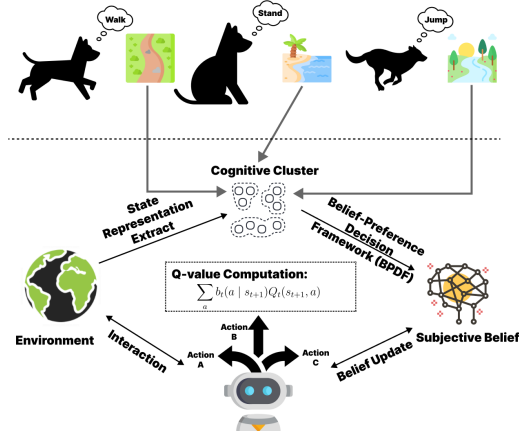 Walk
Stand
Jump
Cognitive Cluster
State
Representation
Extract
Belief-Preference
Decision
Framework (BPDF)
Q-value Computation:
∑_a b_t(a | s_{t+1})Q_t(s_{t+1}, a)
Environment
Subjective Belief
Interaction
Action
A
Action
B
Action
C
Belief Update